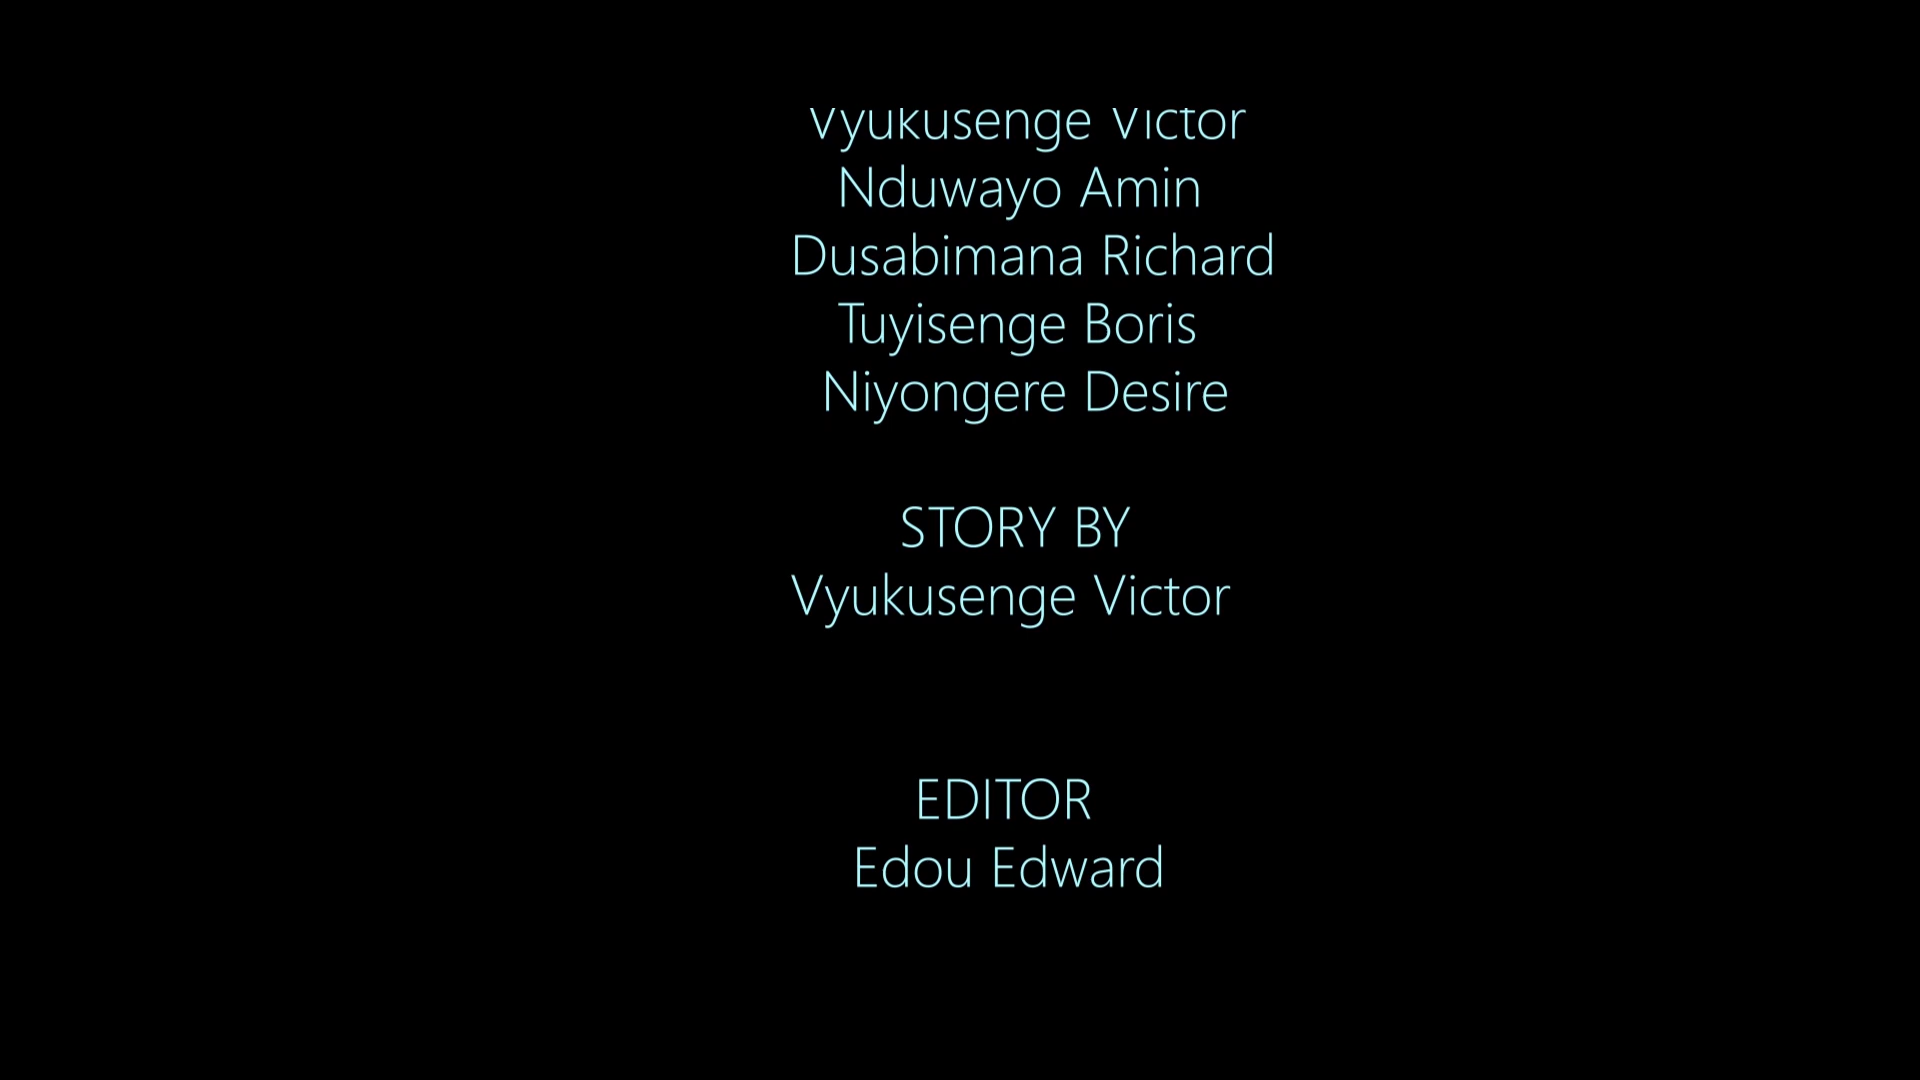 Vyukusenge Victor
Nduwayo Amin
Dusabimana Richard
Tuyisenge Boris
Niyongere Desire
STORY BY
Vyukusenge Victor
EDITOR
Edou Edward